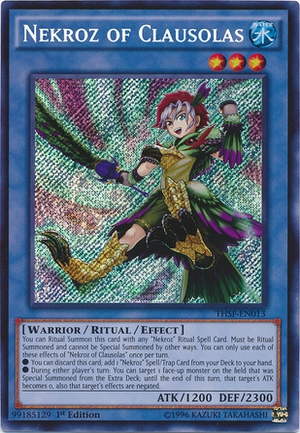 NEKROZ OF CLAUSOLAS
WATER
THSF-EN013
[WARRIOR / RITUAL / EFFECT]
You can Ritual Summon this card with any "Nekroz" Ritual Spell Card. Must be Ritual
Summoned and cannot be Special Summoned by other ways. You can only use each of
these effects of "Nekroz of Clausolas" once per turn.
● You can discard this card; add 1 "Nekroz" Spell/Trap Card from your Deck to your hand.
● During either player's turn: You can target 1 face-up monster on the field that was
Special Summoned from the Extra Deck; until the end of this turn, that target's ATK
becomes 0, also that target's effects are negated.
ATK/1200 DEF/2300
99185129 1st Edition ©1996 KAZUKI TAKAHASHI